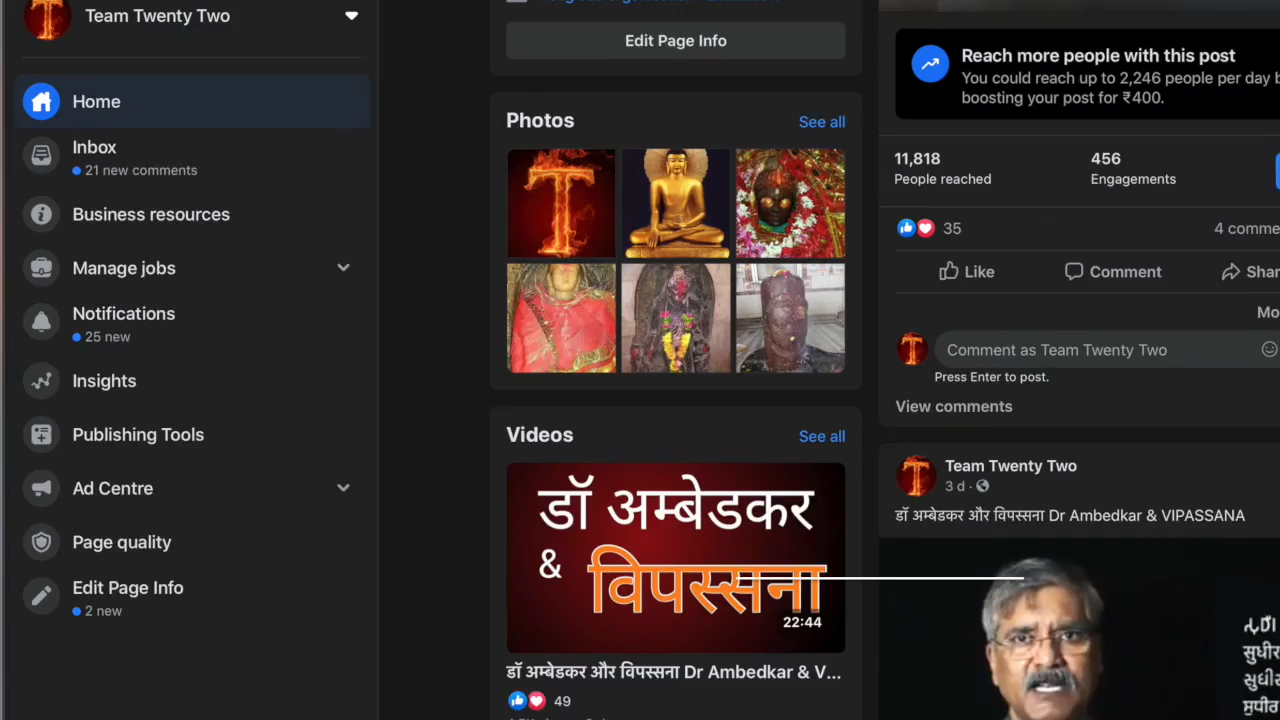 Team Twenty Two
Home
Inbox
21 new comments
Business resources
Manage jobs
Notifications
25 new
Insights
Publishing Tools
Ad Centre
Page quality
Edit Page Info
2 new
Edit Page Info
Photos
See all
Videos
See all
डॉ अम्बेडकर
&
विपस्सना
22:44
डॉ अम्बेडकर और विपस्सना Dr Ambedkar & V...
49
Reach more people with this post
You could reach up to 2,246 people per day b
boosting your post for ₹400.
11,818
People reached
456
Engagements
35
4 comme
Like
Comment
Shar
Mo
Comment as Team Twenty Two
Press Enter to post.
View comments
Team Twenty Two
3 d ·
डॉ अम्बेडकर और विपस्सना Dr Ambedkar & VIPASSANA
सुधीर